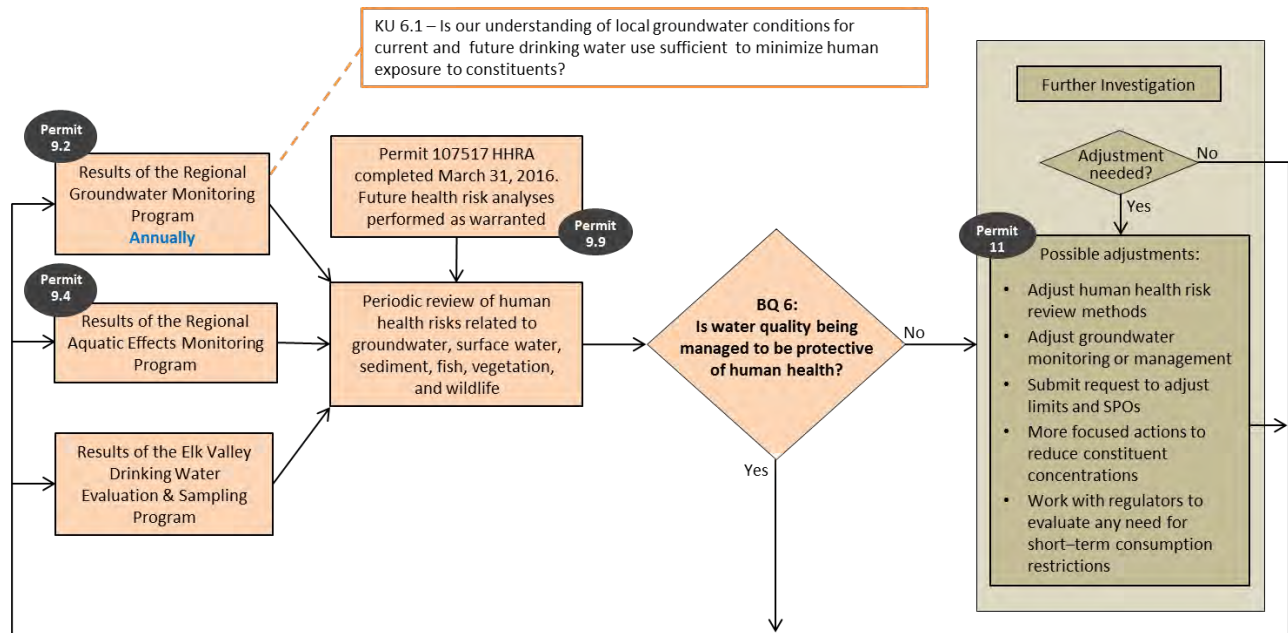 KU 6.1 – Is our understanding of local groundwater conditions for
current and future drinking water use sufficient to minimize human
exposure to constituents?
Permit
9.2
Results of the Regional
Groundwater Monitoring
Program
Annually
Permit 107517 HHRA
completed March 31, 2016.
Future health risk analyses
performed as warranted
Permit
9.9
Permit
9.4
Results of the Regional
Aquatic Effects Monitoring
Program
Periodic review of human
health risks related to
groundwater, surface water,
sediment, fish, vegetation,
and wildlife
Results of the Elk Valley
Drinking Water
Evaluation & Sampling
Program
BQ 6:
Is water quality being
managed to be protective
of human health?
No
Yes
Further Investigation
Adjustment
needed?
No
Yes
Permit
11
Possible adjustments:
• Adjust human health risk
review methods
• Adjust groundwater
monitoring or management
• Submit request to adjust
limits and SPOs
• More focused actions to
reduce constituent
concentrations
• Work with regulators to
evaluate any need for
short–term consumption
restrictions